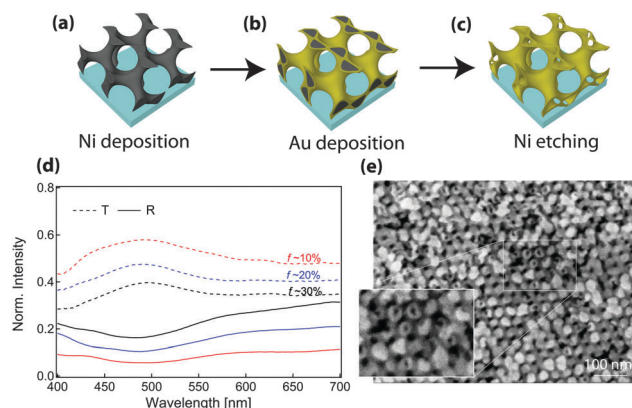 (a)
(b)
(c)
Ni deposition
Au deposition
Ni etching
(d)
(e)
0.8
0.6
0.4
0.2
0.0
Norm. Intensity
T
R
f~10%
f~20%
f~30%
400
450
500
550
600
650
700
Wavelength [nm]
100 nm